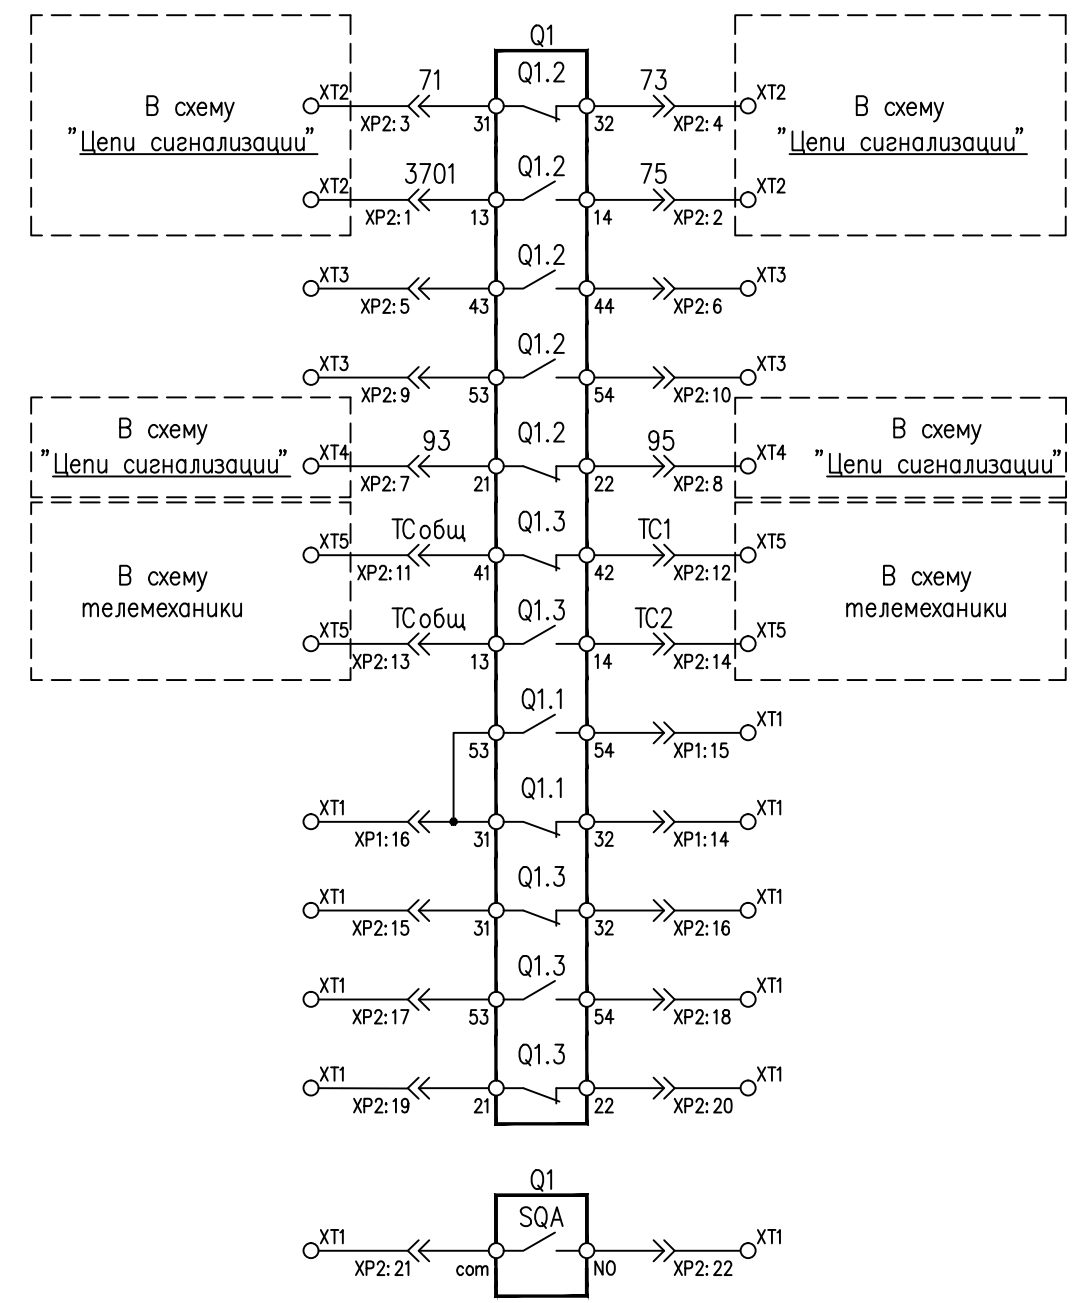 Q1
В схему
"Цепи сигнализации"
XT2 71 Q1.2 73 XT2
XP2:3 31 32 XP2:4
В схему
"Цепи сигнализации"
XT2 3701 Q1.2 75 XT2
XP2:1 13 14 XP2:2
XT3 Q1.2 XT3
XP2:5 43 44 XP2:6
XT3 Q1.2 XT3
XP2:9 53 54 XP2:10
В схему
"Цепи сигнализации"
XT4 93 Q1.2 95 XT4
XP2:7 21 22 XP2:8
В схему
"Цепи сигнализации"
XT5 ТСобщ Q1.3 ТС1 XT5
XP2:11 41 42 XP2:12
В схему
телемеханики
В схему
телемеханики
XT5 ТСобщ Q1.3 ТС2 XT5
XP2:13 13 14 XP2:14
Q1.1 XT1
53 54 XP1:15
XT1 Q1.1 XT1
XP1:16 31 32 XP1:14
XT1 Q1.3 XT1
XP2:15 31 32 XP2:16
XT1 Q1.3 XT1
XP2:17 53 54 XP2:18
XT1 Q1.3 XT1
XP2:19 21 22 XP2:20
Q1
XT1 SQA XT1
XP2:21 com NO XP2:22